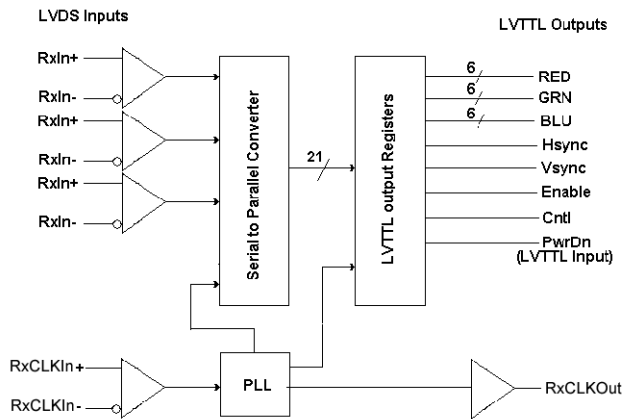 LVDS Inputs
LVTTL Outputs
RxIn+
RxIn-
RxIn+
RxIn-
RxIn+
RxIn-
Serial to Parallel Converter
21
LVTTL output Registers
6
RED
6
GRN
6
BLU
Hsync
Vsync
Enable
Cntl
PwrDn
(LVTTL Input)
RxCLKIn+
RxCLKIn-
PLL
RxCLKOut